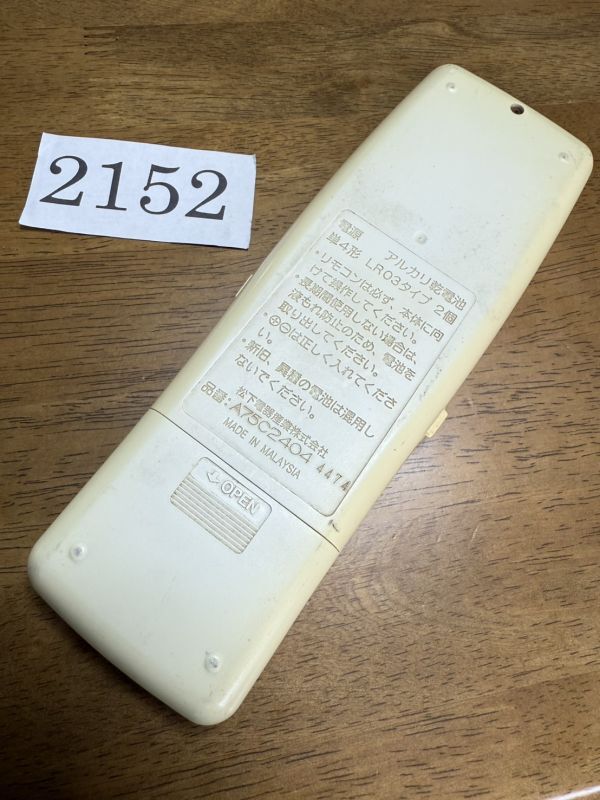 2152
電源　アルカリ乾電池
単4形 LR03タイプ 2個
・リモコンは必ず、本体に向
けて操作してください。
・長期間使用しない場合は、
液もれ防止のため、電池を
取り出してください。
・⊕⊖は正しく入れてくださ
い。
・新旧、異種の電池は混用し
ないでください。
松下電器産業株式会社
品番：A75C2404 4474
MADE IN MALAYSIA
OPEN